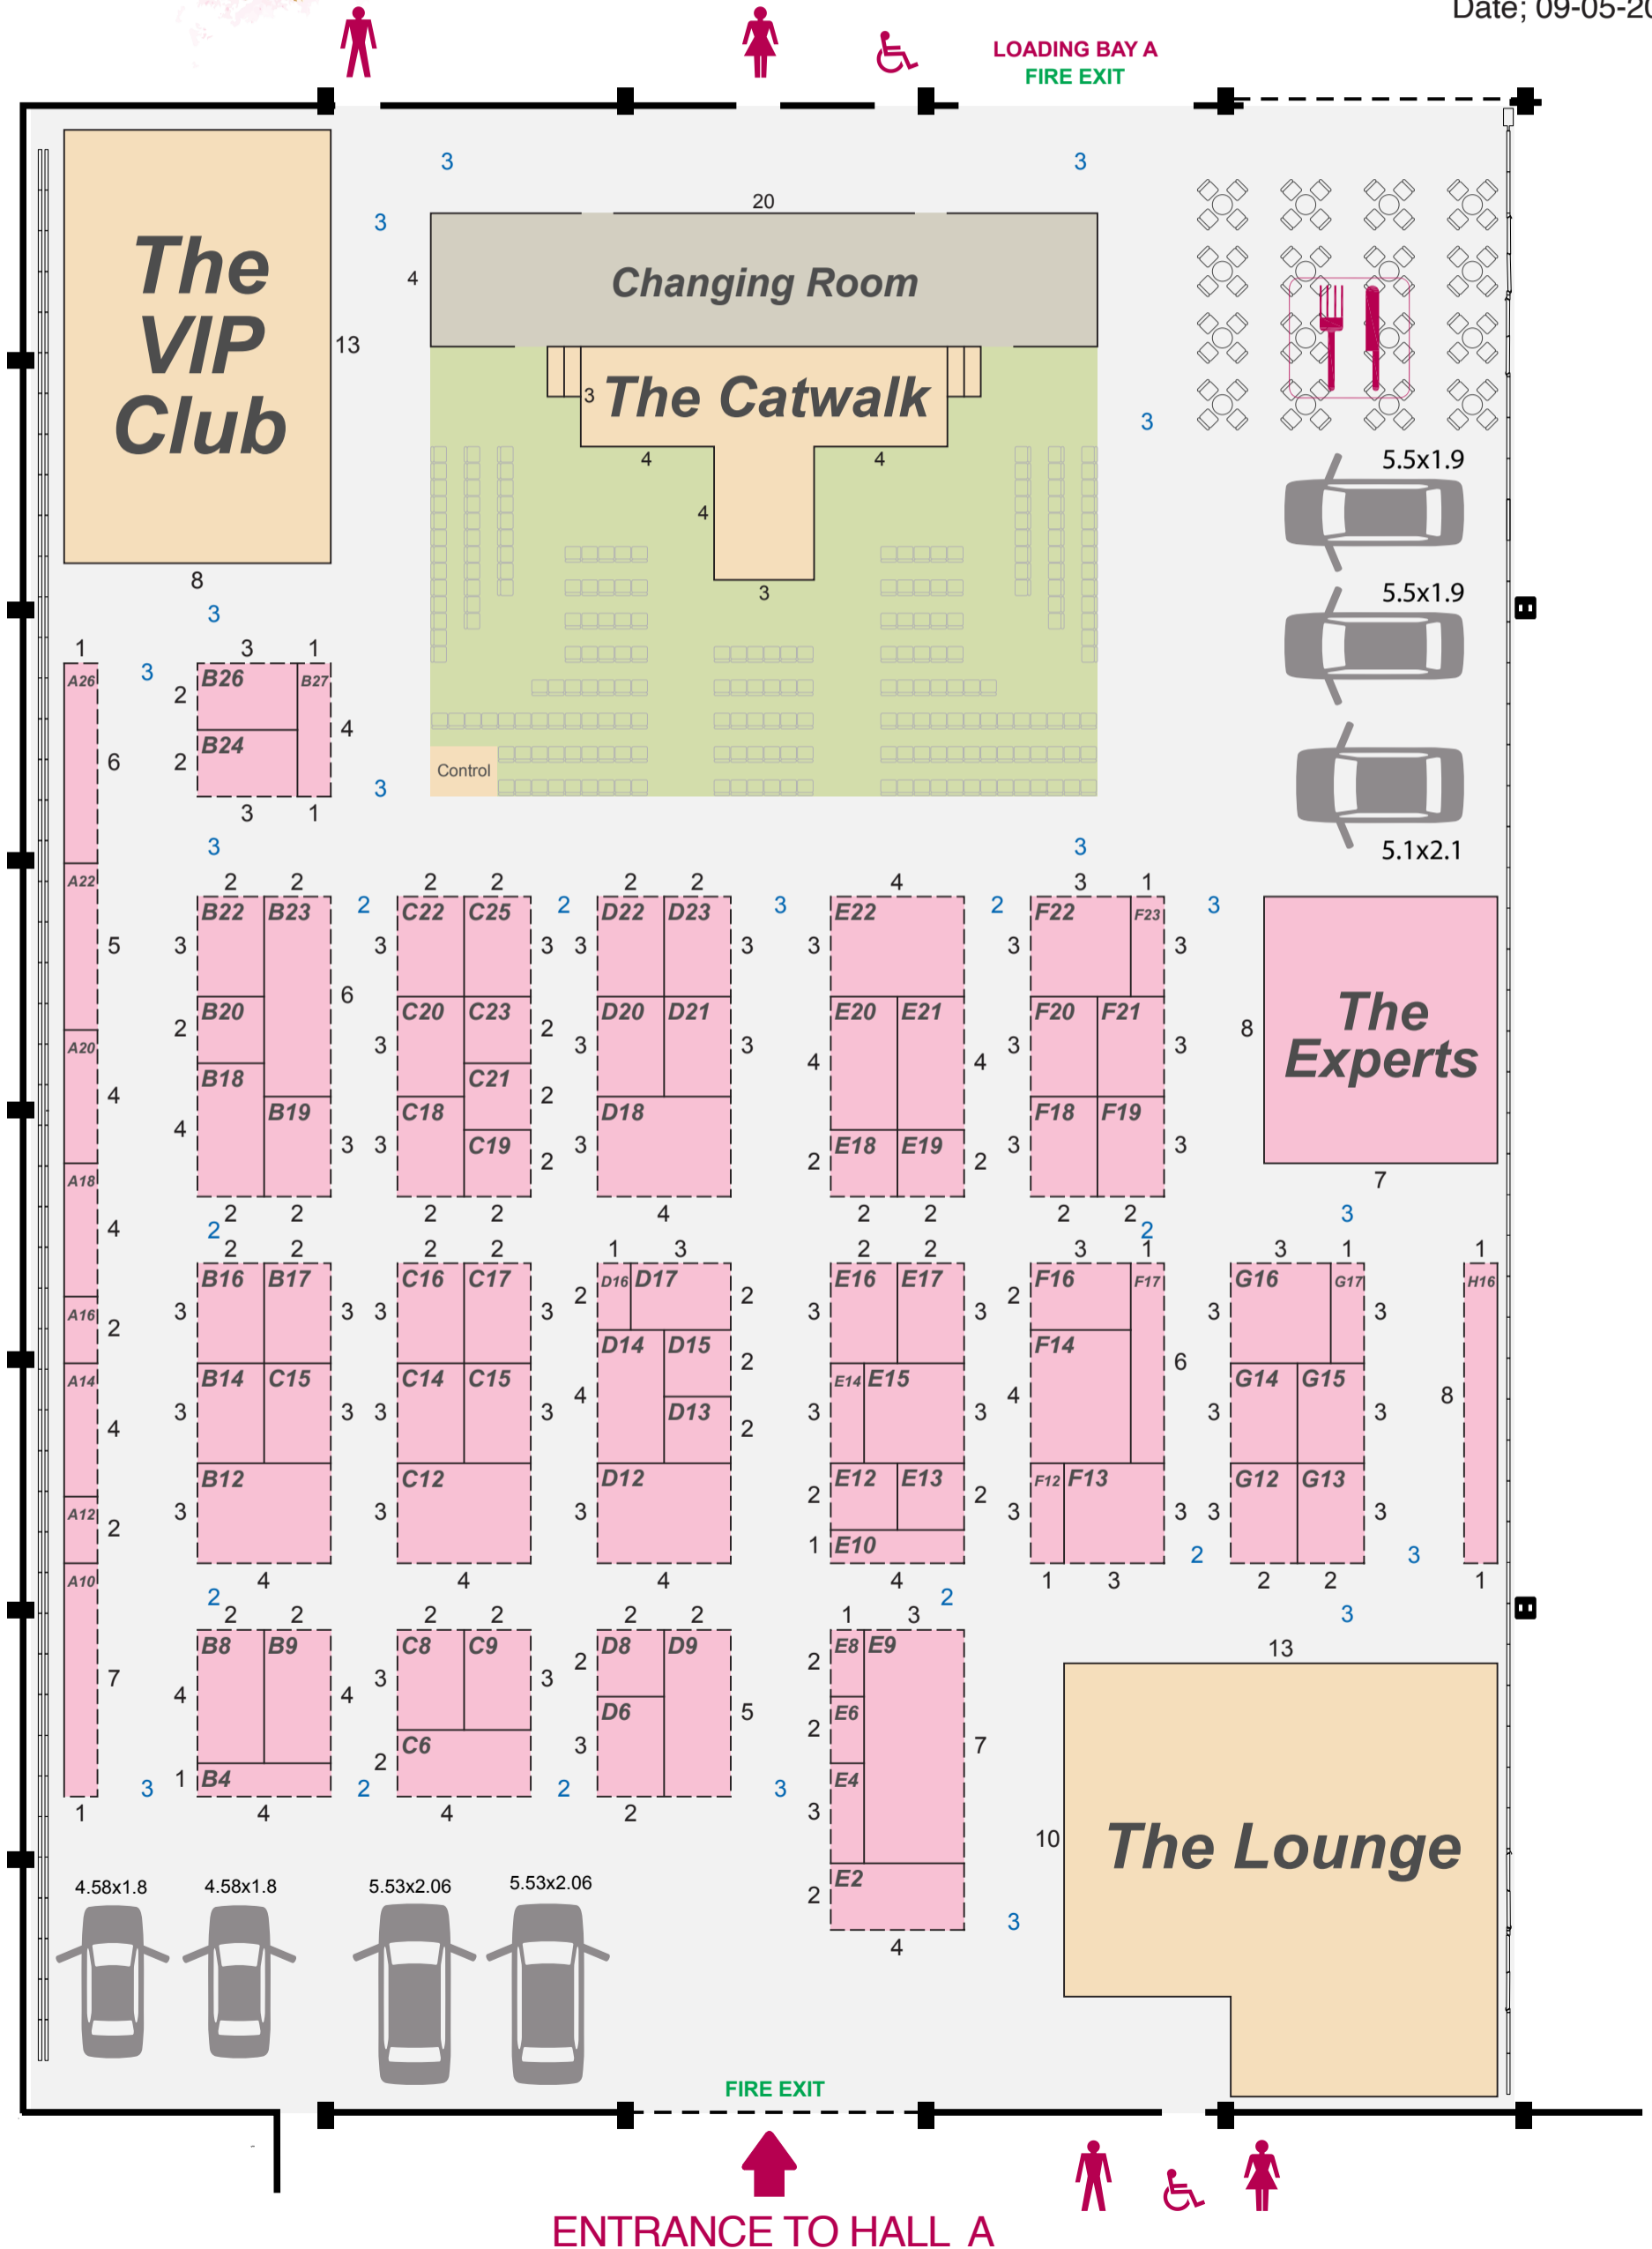 Date; 09-05-20
LOADING BAY A
FIRE EXIT
3 3
20
3
The
VIP
Club
13
8
4
Changing Room
3
The Catwalk
4 4
4
3
3
5.5x1.9
5.5x1.9
5.1x2.1
3
1 3 3 1
A26 B26 B27
2
4
B24
6 2
Control
3 1 3
3 3
A22
5
2 2 2 2 2 2 2 2 3 4 2 3 1 3
B22 B23 C22 C25 D22 D23 E22 F22 F23
3 3 3 3 3 3 3 3
6
B20 C20 C23 D20 D21 E20 E21 F20 F21
2 3 2 3 3 4 4 3 3
The
Experts
8
7
A20
4
B18 C21
4 2
B19 C18 D18 F18 F19
3 3 3 3 3
C19 E18 E19
2 2 2
A18
4
2 2 2 2 4 2 2 2 2
2 2 3
2 2 2 2 1 3 2 2 3 1 3 1 1
B16 B17 C16 C17 D16 D17 E16 E17 F16 F17 G16 G17 H16
3 3 3 3 2 2 3 3 2 6 3 3 8
A16
2
D14 D15 F14
4 2 4
A14 B14 C15 C14 C15 E14 E15 G14 G15
4 3 3 3 3 3 3 3 3
D13
2
B12 C12 D12 E12 E13 F12 F13 G12 G13
3 3 3 2 2 3 3 3 3
A12
2
E10
1
2 3
4 4 4 4 1 3 2 2 1
A10
7
2 2 3
2 2 2 2 2 2 1 3 13
B8 B9 C8 C9 D8 D9 E8 E9
4 4 3 3 2 5 2 7
D6 E6
3 2
C6
2
B4 E4
1 3
3 2 2 3
1 4 4 2
E2
2
4
3
10
The Lounge
4.58x1.8 4.58x1.8 5.53x2.06 5.53x2.06
FIRE EXIT
ENTRANCE TO HALL A